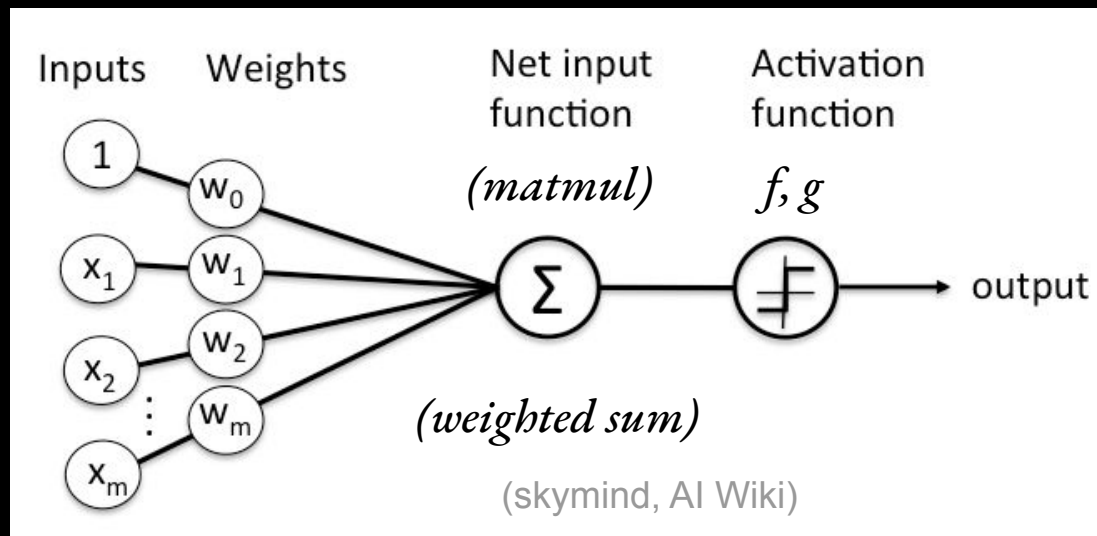 Inputs Weights Net input function Activation function
(matmul) f, g
1
w₀
x₁ w₁
Σ
output
x₂ w₂
⋮ wₘ
(weighted sum)
xₘ
(skymind, AI Wiki)